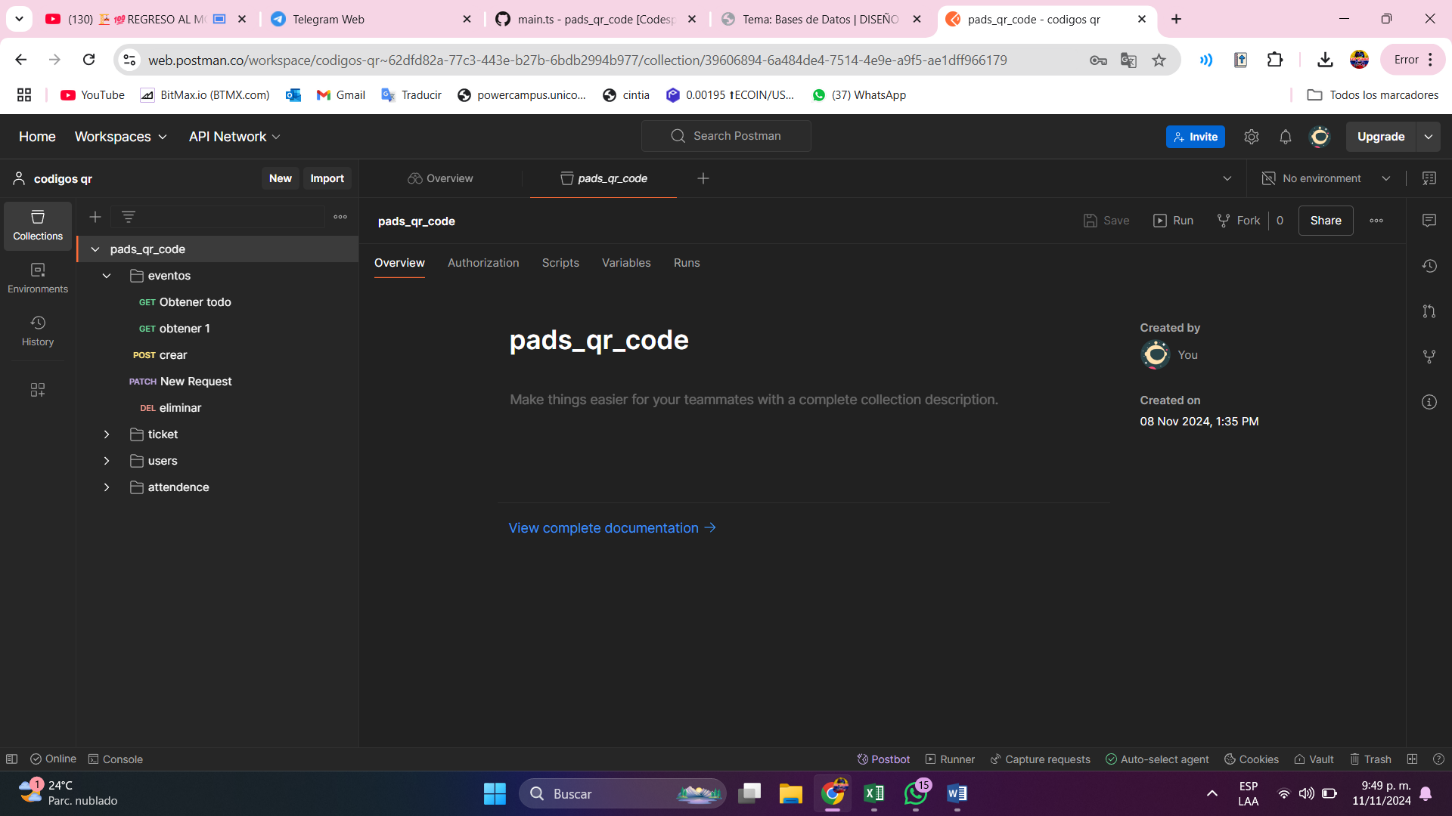 (130) ⏳💯REGRESO AL M
Telegram Web
main.ts - pads_qr_code [Codesp
Tema: Bases de Datos | DISEÑO
pads_qr_code - codigos qr
web.postman.co/workspace/codigos-qr~62dfd82a-77c3-443e-b27b-6bdb2994b977/collection/39606894-6a484de4-7514-4e9e-a9f5-ae1dff966179
Error
YouTube
BitMax.io (BTMX.com)
Gmail
Traducir
powercampus.unico...
cintia
0.00195 ⬆ECOIN/US...
(37) WhatsApp
Todos los marcadores
Home
Workspaces
API Network
Search Postman
Invite
Upgrade
codigos qr
New
Import
Overview
pads_qr_code
No environment
Collections
Environments
History
pads_qr_code
eventos
GET Obtener todo
GET obtener 1
POST crear
PATCH New Request
DEL eliminar
ticket
users
attendence
pads_qr_code
Save
Run
Fork
0
Share
Overview
Authorization
Scripts
Variables
Runs
pads_qr_code
Make things easier for your teammates with a complete collection description.
View complete documentation →
Created by
You
Created on
08 Nov 2024, 1:35 PM
Online
Console
Postbot
Runner
Capture requests
Auto-select agent
Cookies
Vault
Trash
1
24°C
Parc. nublado
Buscar
15
ESP
LAA
9:49 p. m.
11/11/2024